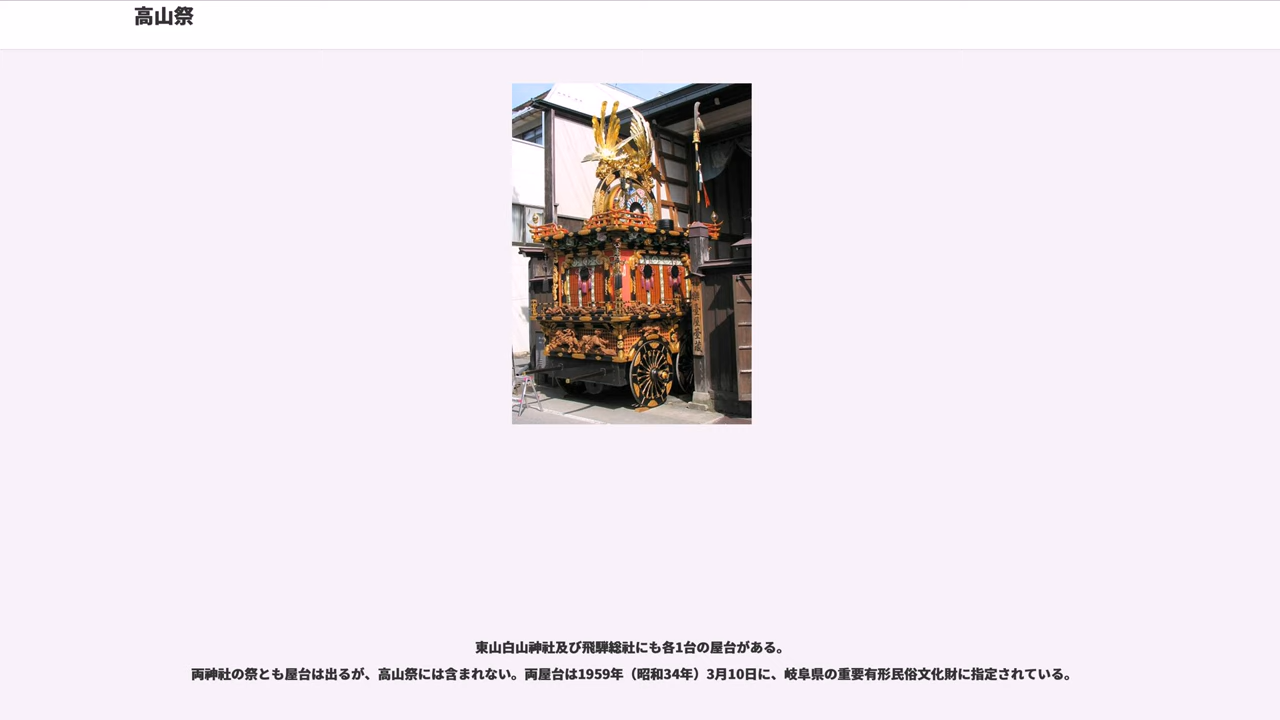 高山祭
東山白山神社及び飛騨総社にも各1台の屋台がある。
両神社の祭とも屋台は出るが、高山祭には含まれない。両屋台は1959年（昭和34年）3月10日に、岐阜県の重要有形民俗文化財に指定されている。